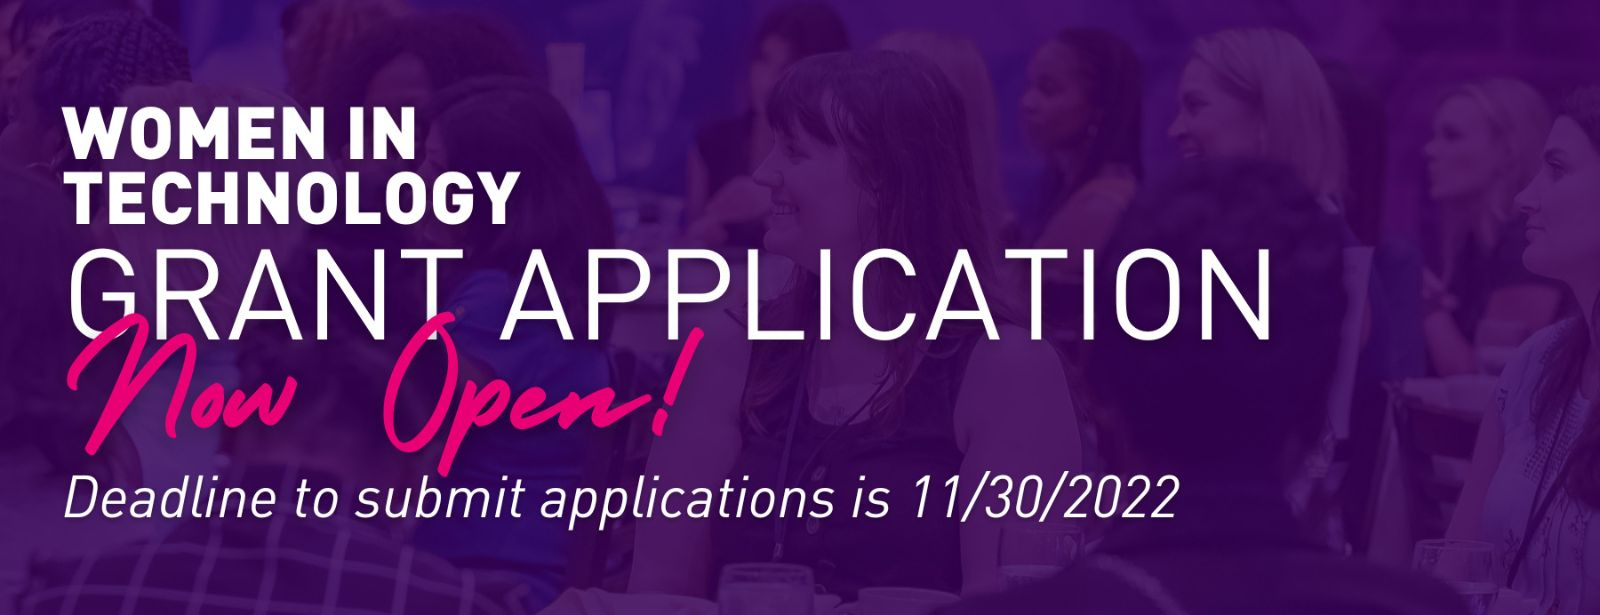 WOMEN IN
TECHNOLOGY
GRANT APPLICATION
Now Open!
Deadline to submit applications is 11/30/2022